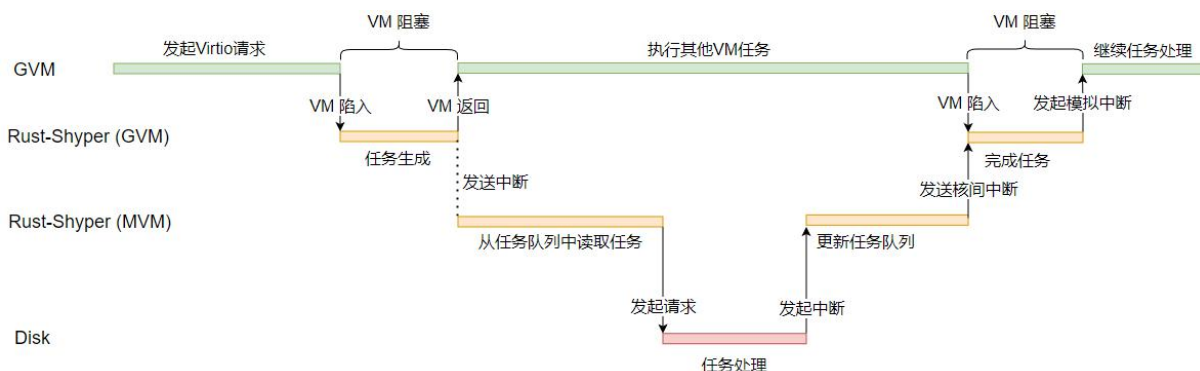 VM 阻塞
VM 阻塞
发起Virtio请求
执行其他VM任务
继续任务处理
GVM
VM 陷入
VM 返回
VM 陷入
发起模拟中断
Rust-Shyper (GVM)
任务生成
完成任务
发送中断
发送核间中断
Rust-Shyper (MVM)
从任务队列中读取任务
更新任务队列
发起请求
发起中断
Disk
任务处理